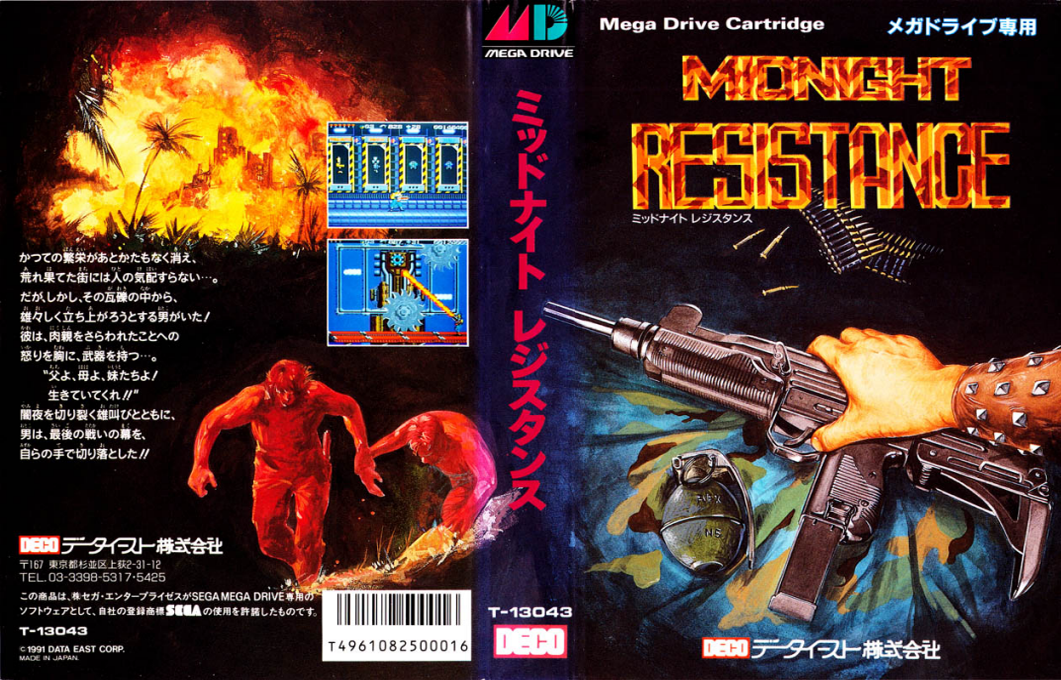 かつての繁栄があとかたもなく消え、
荒れ果てた街には人の気配すらない…。
だが、しかし、その瓦礫の中から、
雄々しく立ち上がろうとする男がいた!
彼は、肉親をさらわれたことへの
怒りを胸に、武器を持つ…。
"父よ、母よ、妹たちよ!
生きていてくれ!!"
闇夜を切り裂く雄叫びとともに、
男は、最後の戦いの幕を、
自らの手で切り落とした!!
DECO データイースト株式会社
〒167 東京都杉並区上荻2-31-12
TEL.03-3398-5317・5425
この商品は、(株)セガ・エンタープライゼスがSEGA MEGA DRIVE専用の
ソフトウェアとして、自社の登録商標SEGAの使用を許諾したものです。
T-13043
© 1991 DATA EAST CORP.
MADE IN JAPAN.
T4961082500016
MD
MEGA DRIVE
ミッドナイト レジスタンス
T-13043
DECO
Mega Drive Cartridge
メガドライブ専用
MIDNIGHT
RESISTANCE
ミッドナイト レジスタンス
DECO データイースト株式会社